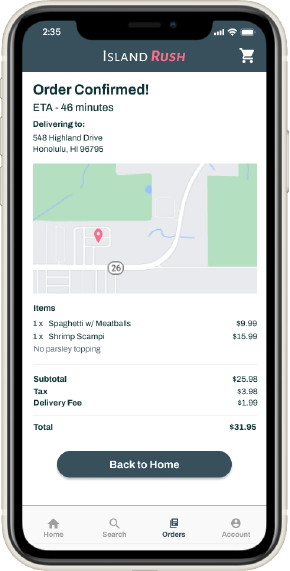 2:35
ISLAND RUSH
Order Confirmed!
ETA - 46 minutes
Delivering to:
548 Highland Drive
Honolulu, HI 96795
26
Items
1 x Spaghetti w/ Meatballs $9.99
1 x Shrimp Scampi $15.99
No parsley topping
Subtotal $25.98
Tax $3.98
Delivery Fee $1.99
Total $31.95
Back to Home
Home Search Orders Account